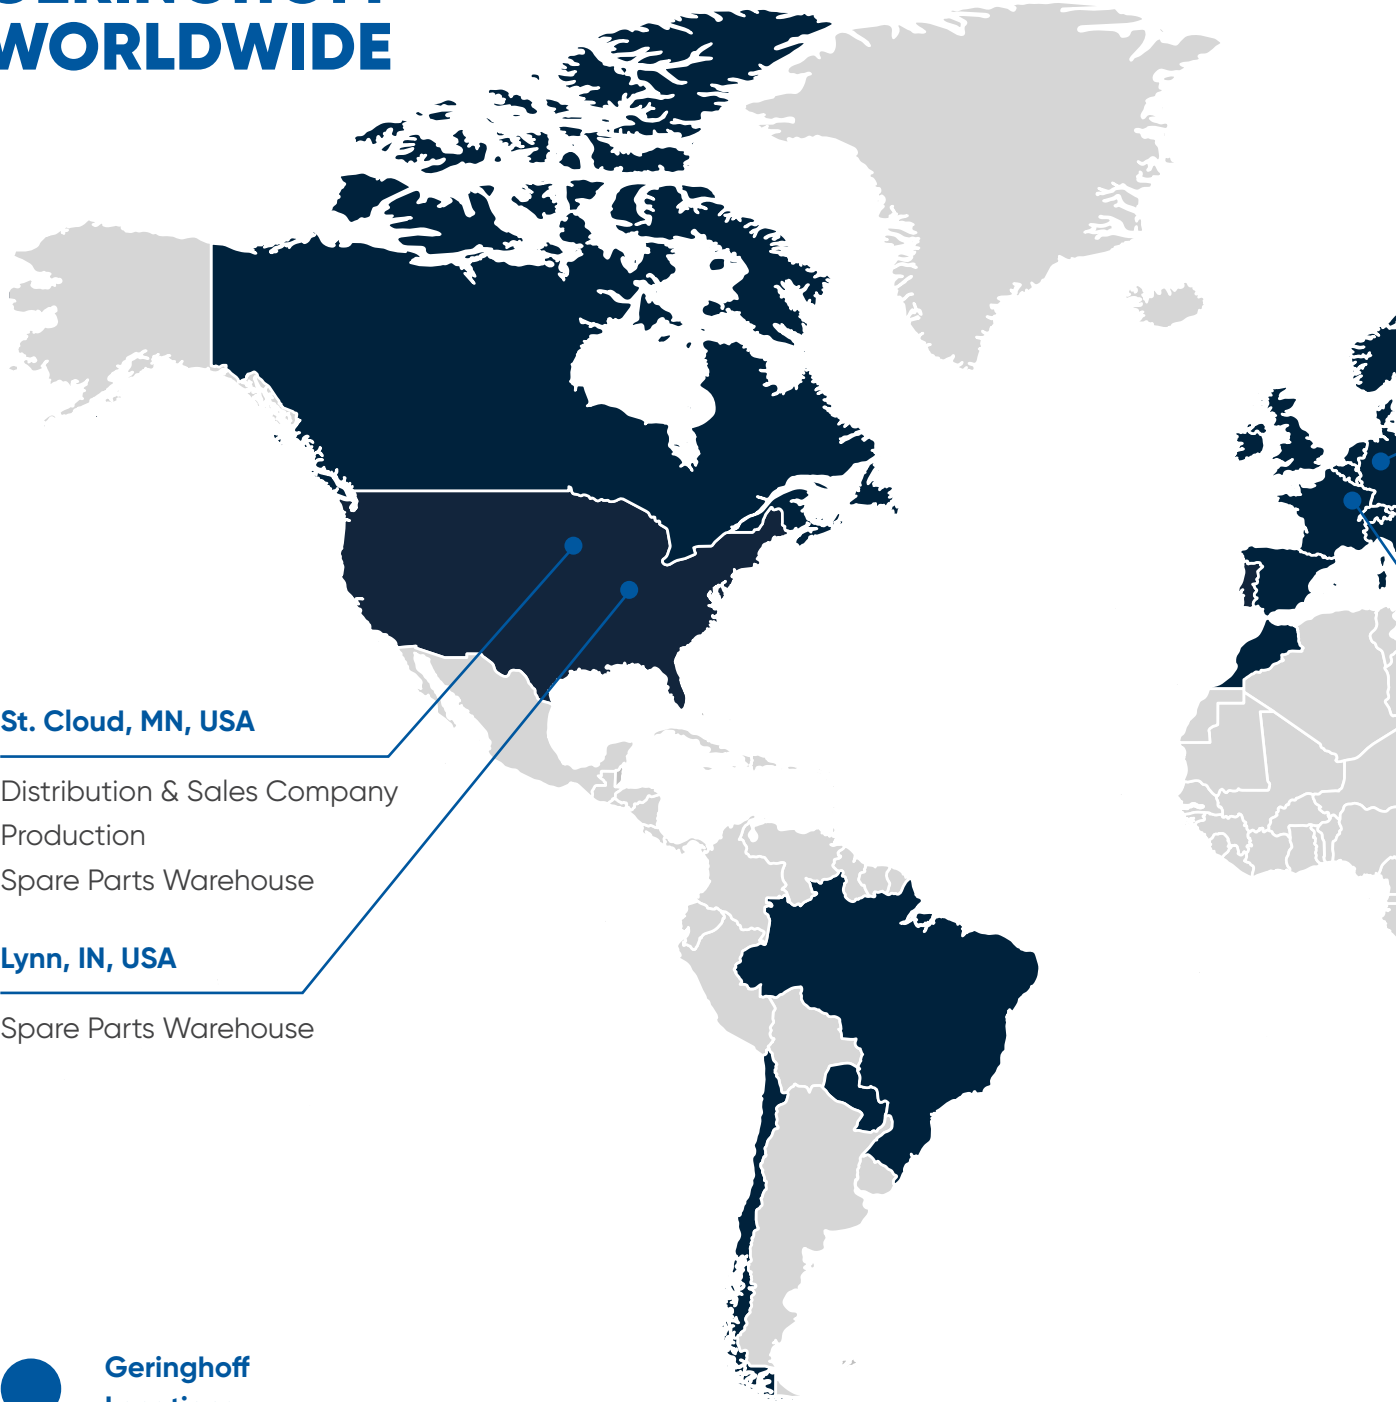 GERINGHOFF
WORLDWIDE
St. Cloud, MN, USA
Distribution & Sales Company
Production
Spare Parts Warehouse
Lynn, IN, USA
Spare Parts Warehouse
Geringhoff